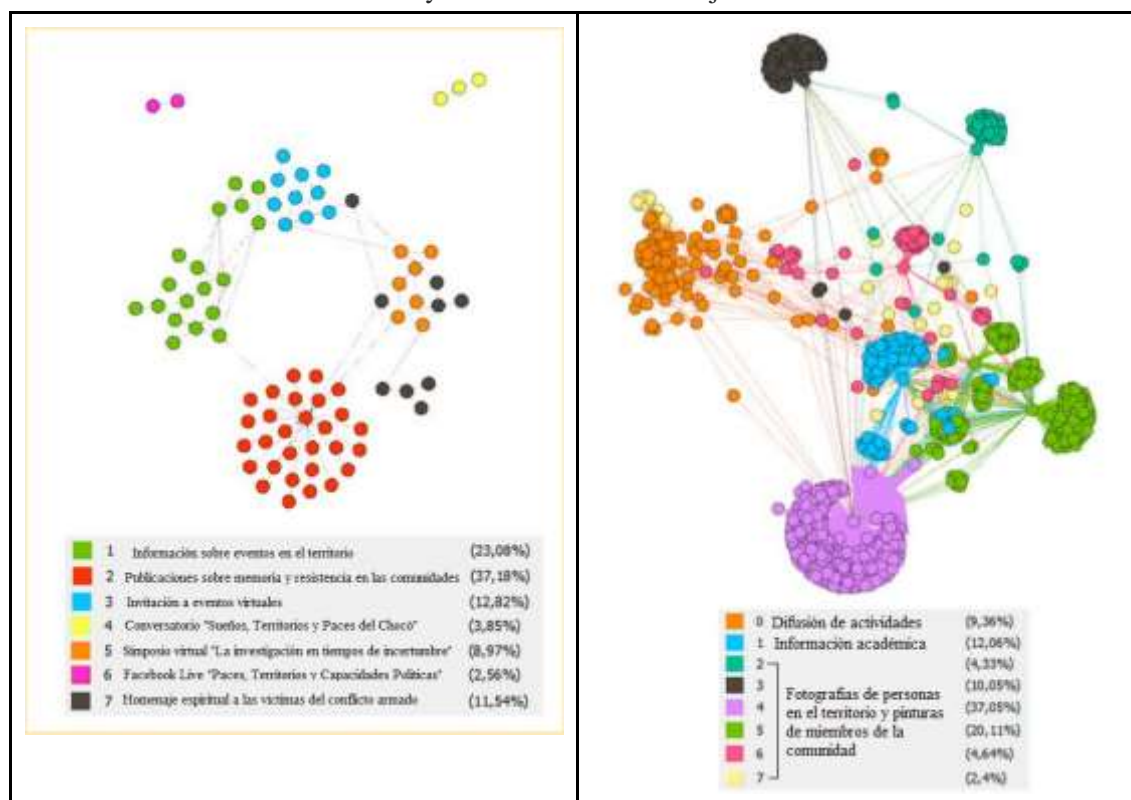 1 Información sobre eventos en el territorio (23,08%)
2 Publicaciones sobre memoria y resistencia en las comunidades (37,18%)
3 Invitación a eventos virtuales (12,82%)
4 Conversatorio "Sueños, Territorios y Paces del Chocó" (3,85%)
5 Simposio virtual "La investigación en tiempos de incertumbre" (8,97%)
6 Facebook Live "Paces, Territorios y Capacidades Políticas" (2,56%)
7 Homenaje espiritual a las victimas del conflicto armado (11,54%)
0 Difusión de actividades (9,36%)
1 Información académica (12,06%)
2 (4,33%)
3 Fotografías de personas (10,05%)
4 en el territorio y pinturas (37,05%)
5 de miembros de la (20,11%)
6 comunidad (4,64%)
7 (2,4%)